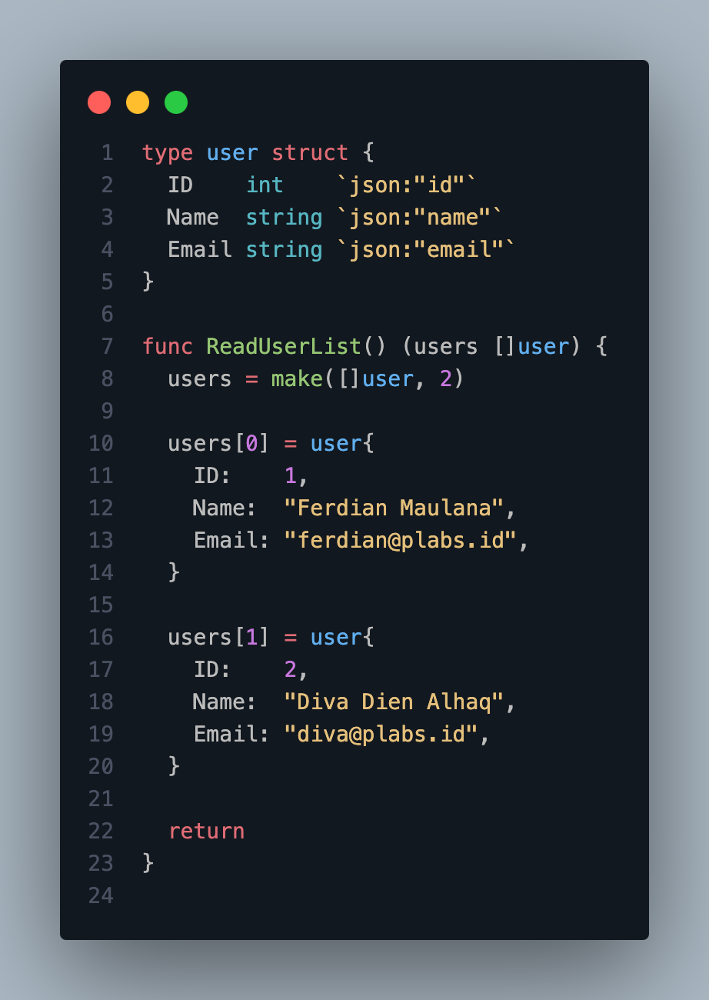 1 type user struct {
2   ID    int    `json:"id"`
3   Name  string `json:"name"`
4   Email string `json:"email"`
5 }
6
7 func ReadUserList() (users []user) {
8   users = make([]user, 2)
9
10   users[0] = user{
11     ID:    1,
12     Name:  "Ferdian Maulana",
13     Email: "ferdian@plabs.id",
14   }
15
16   users[1] = user{
17     ID:    2,
18     Name:  "Diva Dien Alhaq",
19     Email: "diva@plabs.id",
20   }
21
22   return
23 }
24